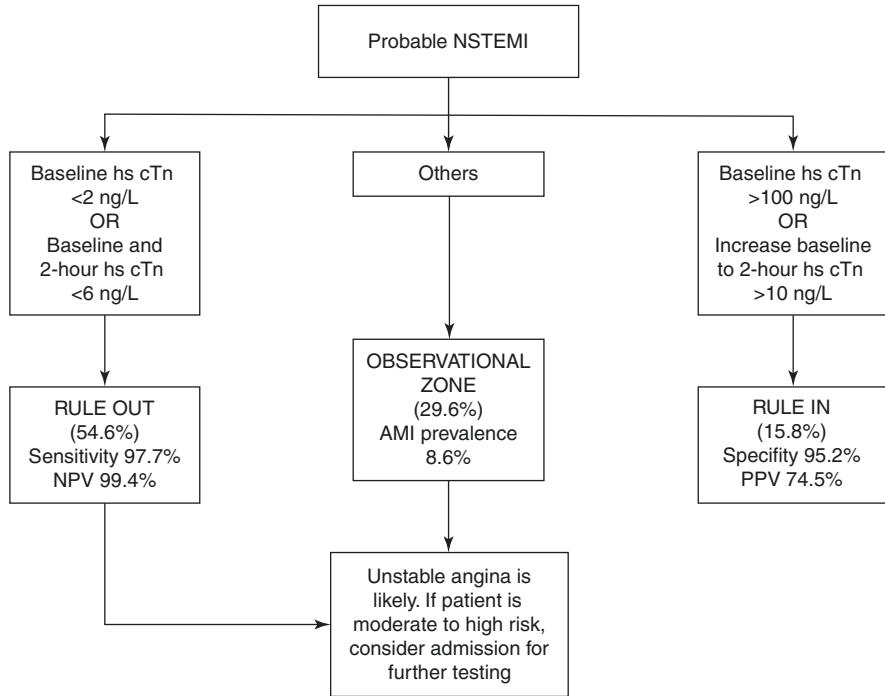 Probable NSTEMI
Baseline hs cTn
<2 ng/L
OR
Baseline and
2-hour hs cTn
<6 ng/L
Others
Baseline hs cTn
>100 ng/L
OR
Increase baseline
to 2-hour hs cTn
>10 ng/L
RULE OUT
(54.6%)
Sensitivity 97.7%
NPV 99.4%
OBSERVATIONAL
ZONE
(29.6%)
AMI prevalence
8.6%
RULE IN
(15.8%)
Specifity 95.2%
PPV 74.5%
Unstable angina is
likely. If patient is
moderate to high risk,
consider admission for
further testing